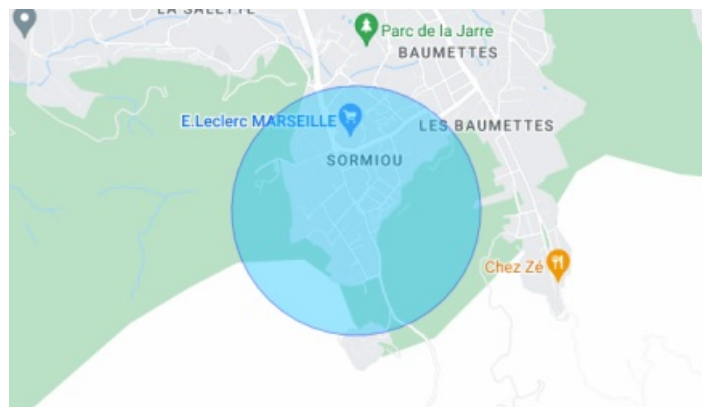 LA SALETTE
Parc de la Jarre
BAUMETTES
E.Leclerc MARSEILLE
LES BAUMETTES
SORMIOU
Chez Zé